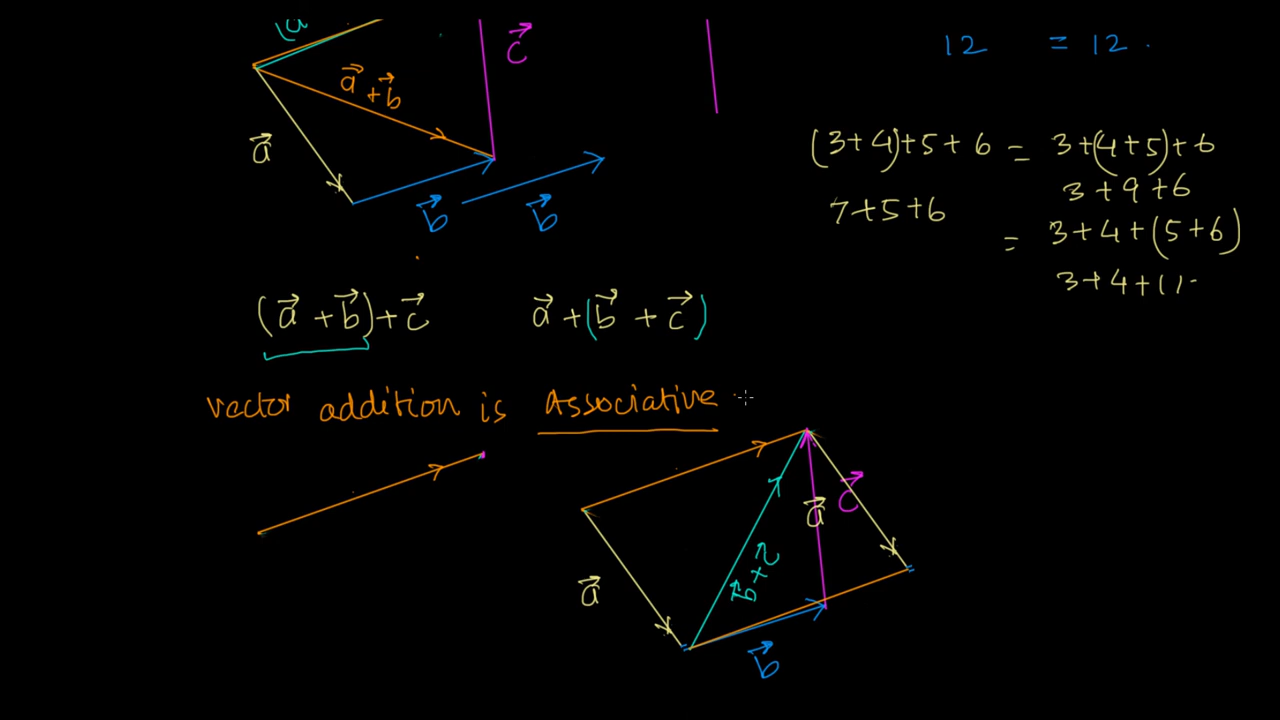 c⃗
12 = 12 .
a⃗ + b⃗
a⃗
(3+4)+5+6 = 3+(4+5)+6
3+9+6
7+5+6
b⃗ b⃗
= 3+4+(5+6)
3+4+(1
(a⃗ + b⃗) + c⃗ a⃗ + (b⃗ + c⃗)
vector addition is Associative
a⃗ c⃗
b⃗ + c⃗
a⃗
b⃗